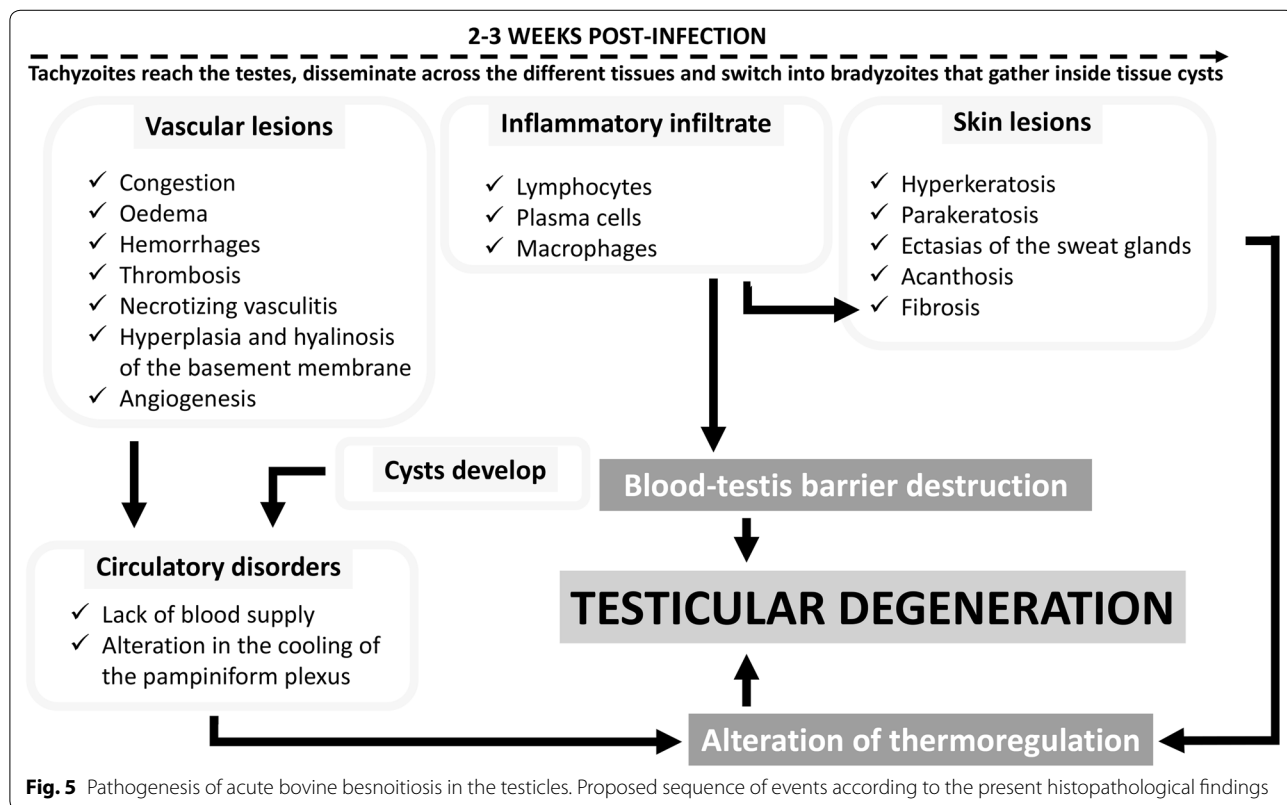 2-3 WEEKS POST-INFECTION
Tachyzoites reach the testes, disseminate across the different tissues and switch into bradyzoites that gather inside tissue cysts
Vascular lesions
✓ Congestion
✓ Oedema
✓ Hemorrhages
✓ Thrombosis
✓ Necrotizing vasculitis
✓ Hyperplasia and hyalinosis
of the basement membrane
✓ Angiogenesis
Inflammatory infiltrate
✓ Lymphocytes
✓ Plasma cells
✓ Macrophages
Skin lesions
✓ Hyperkeratosis
✓ Parakeratosis
✓ Ectasias of the sweat glands
✓ Acanthosis
✓ Fibrosis
Cysts develop
Blood-testis barrier destruction
Circulatory disorders
✓ Lack of blood supply
✓ Alteration in the cooling of
the pampiniform plexus
TESTICULAR DEGENERATION
Alteration of thermoregulation
Fig. 5 Pathogenesis of acute bovine besnoitiosis in the testicles. Proposed sequence of events according to the present histopathological findings